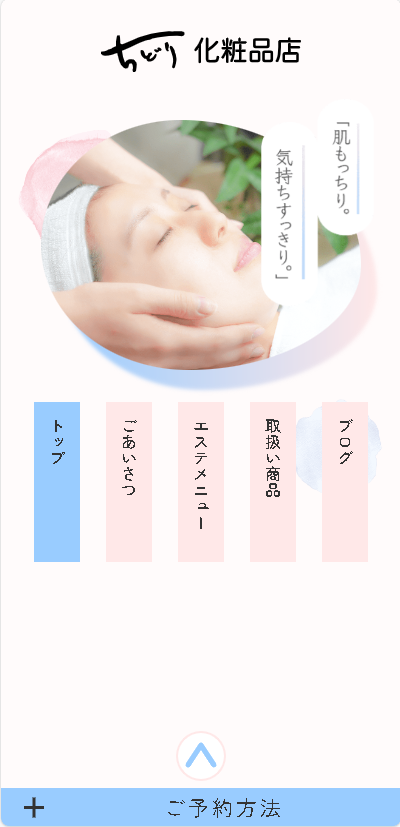 ちどり 化粧品店
「肌もっちり。
気持ちすっきり。」
トップ
ごあいさつ
エステメニュー
取扱い商品
ブログ
ご予約方法